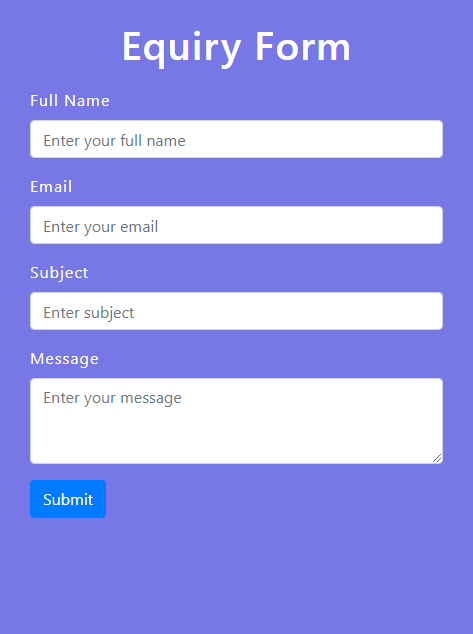 Equiry Form
Full Name
Enter your full name
Email
Enter your email
Subject
Enter subject
Message
Enter your message
Submit